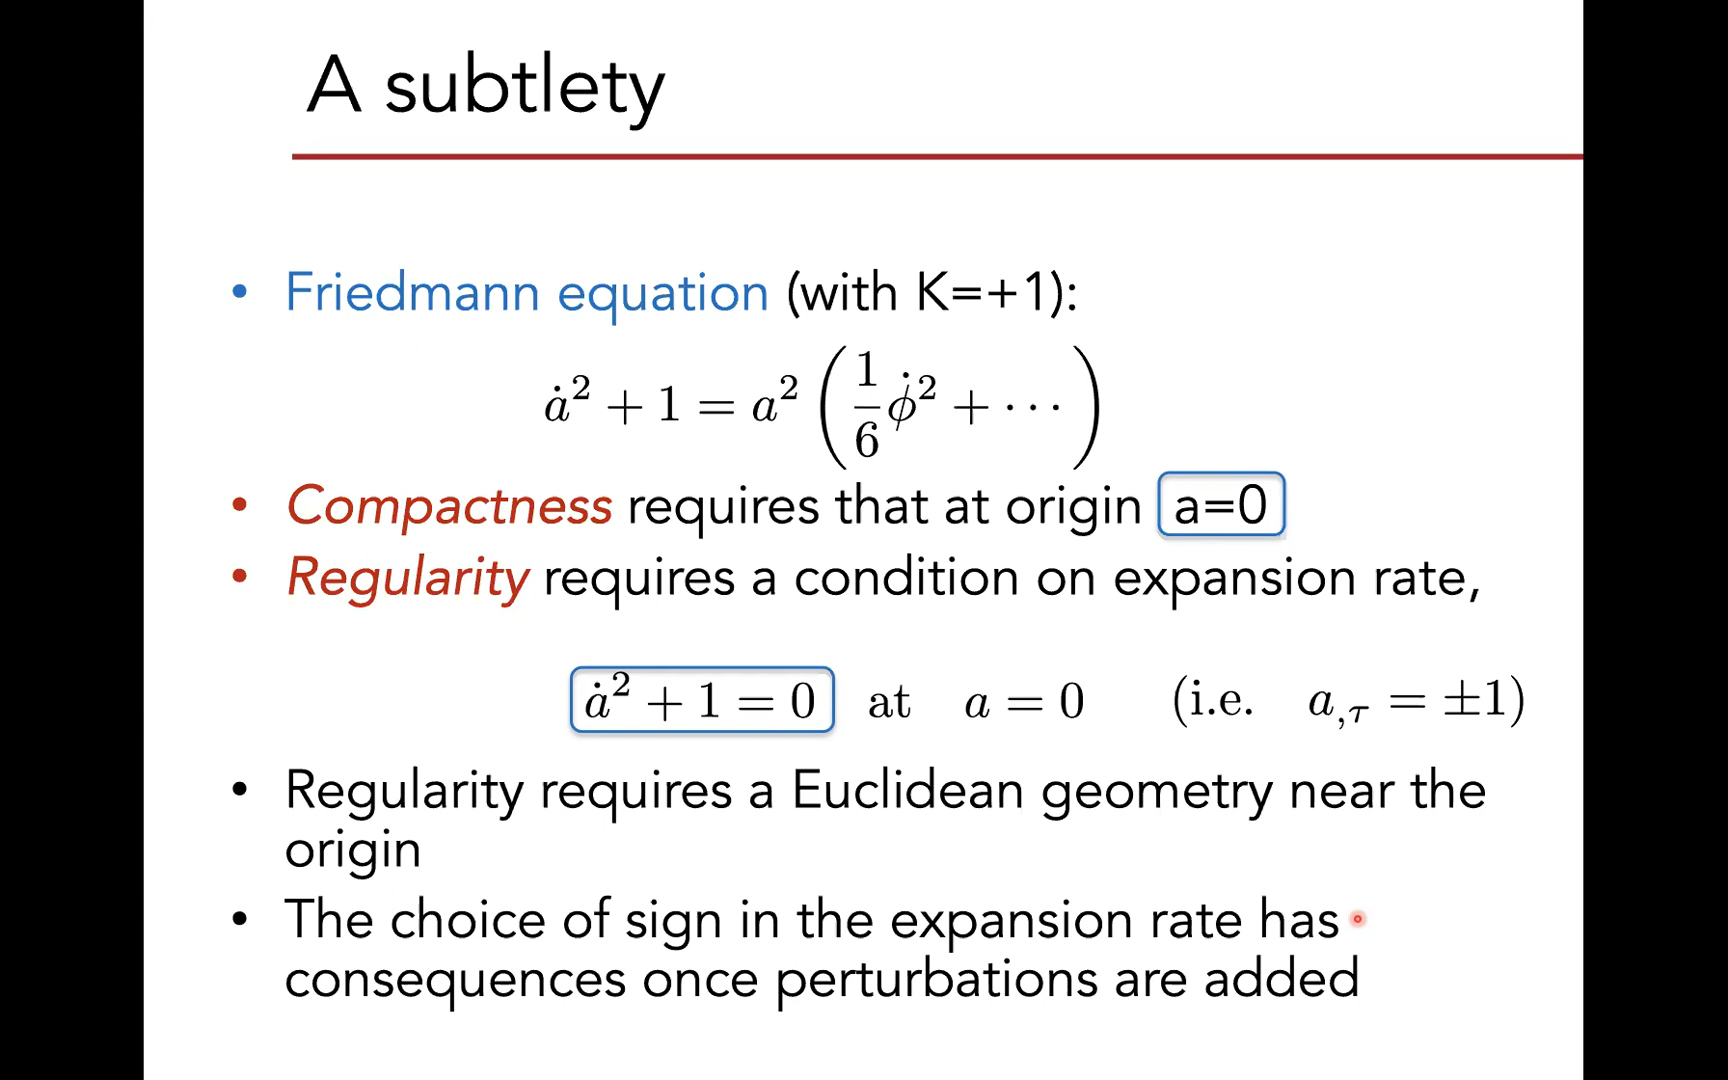 A subtlety
• Friedmann equation (with K=+1):
ȧ² + 1 = a² (1/6 φ̇² + ⋯)
• Compactness requires that at origin a=0
• Regularity requires a condition on expansion rate,
ȧ² + 1 = 0 at a = 0 (i.e. a,τ = ±1)
• Regularity requires a Euclidean geometry near the
origin
• The choice of sign in the expansion rate has
consequences once perturbations are added